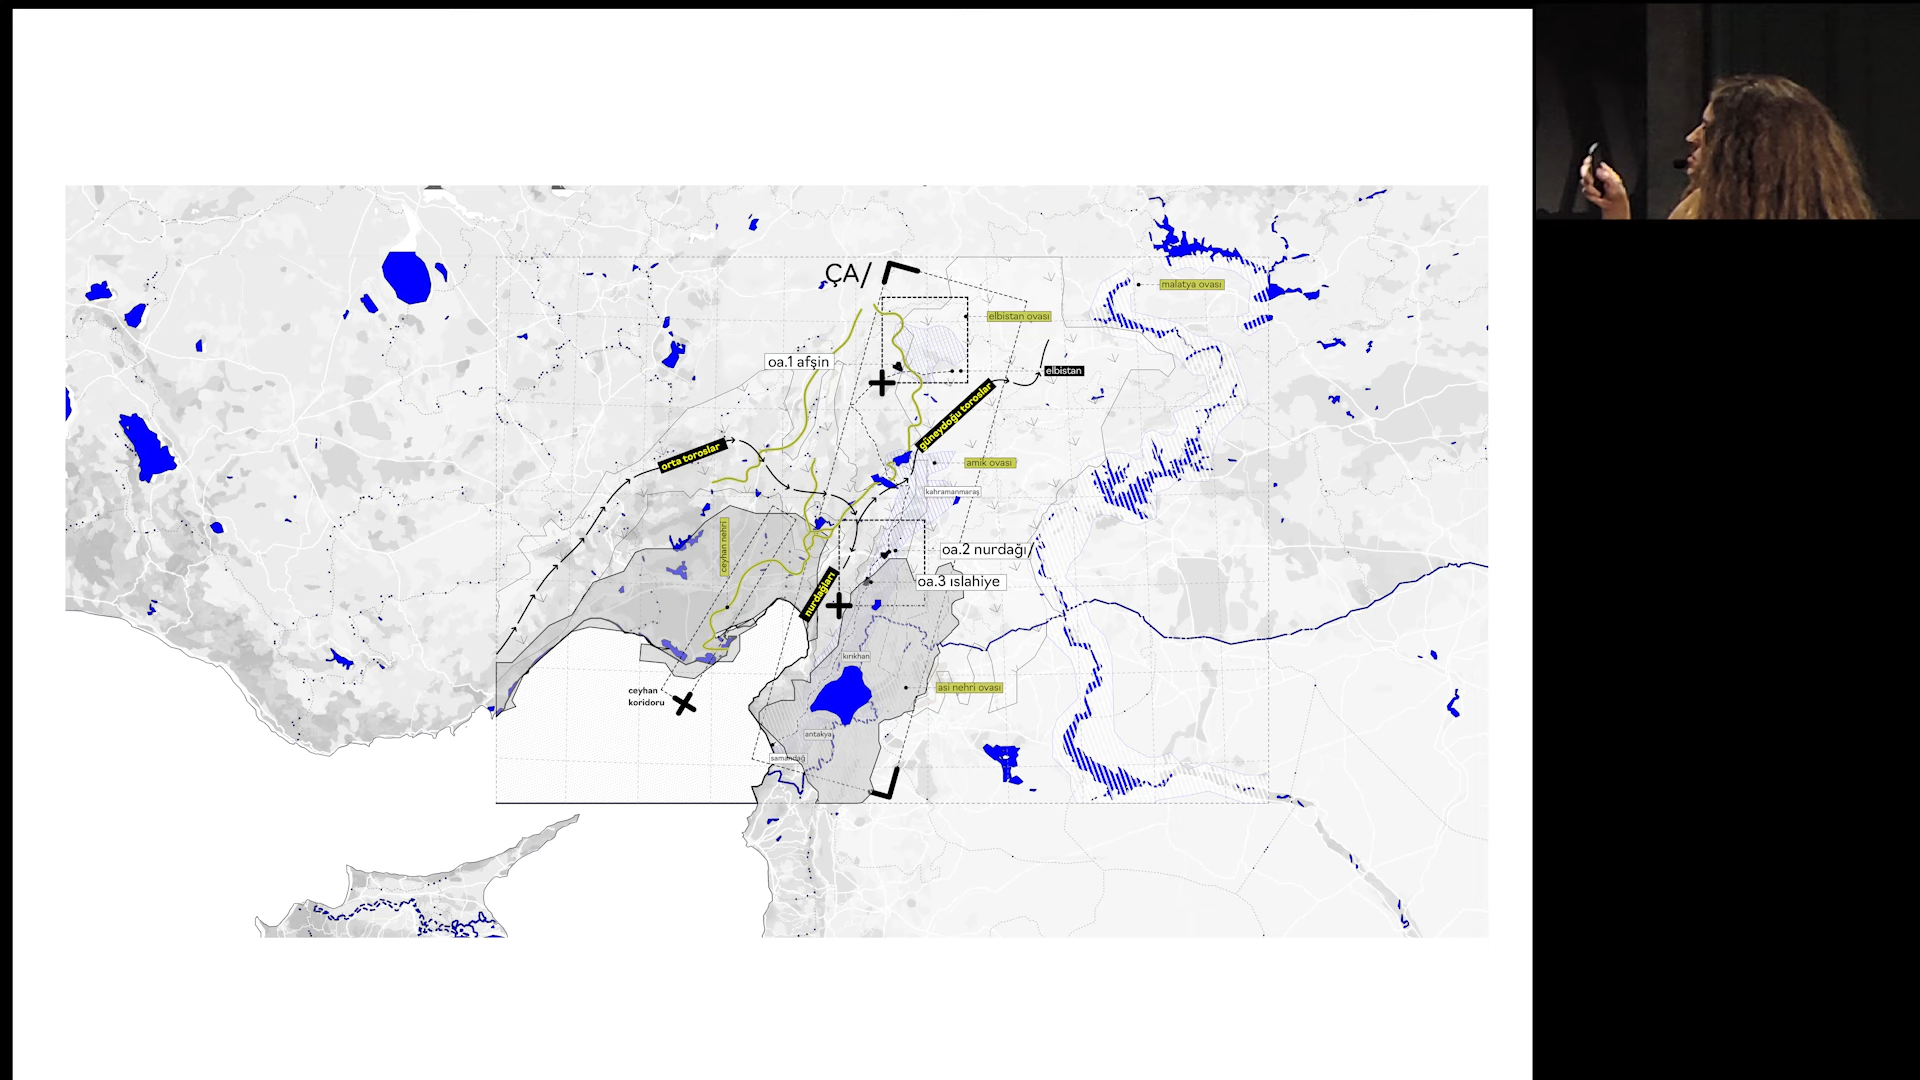 ÇA/
malatya ovası
elbistan ovası
oa.1 afşin
elbistan
güneydoğu toroslar
orta toroslar
amik ovası
kahramanmaraş
ceyhan nehri
oa.2 nurdağı/
oa.3 ıslahiye
nurdağları
kırıkhan
ceyhan
koridoru
asi nehri ovası
antakya
samandağ